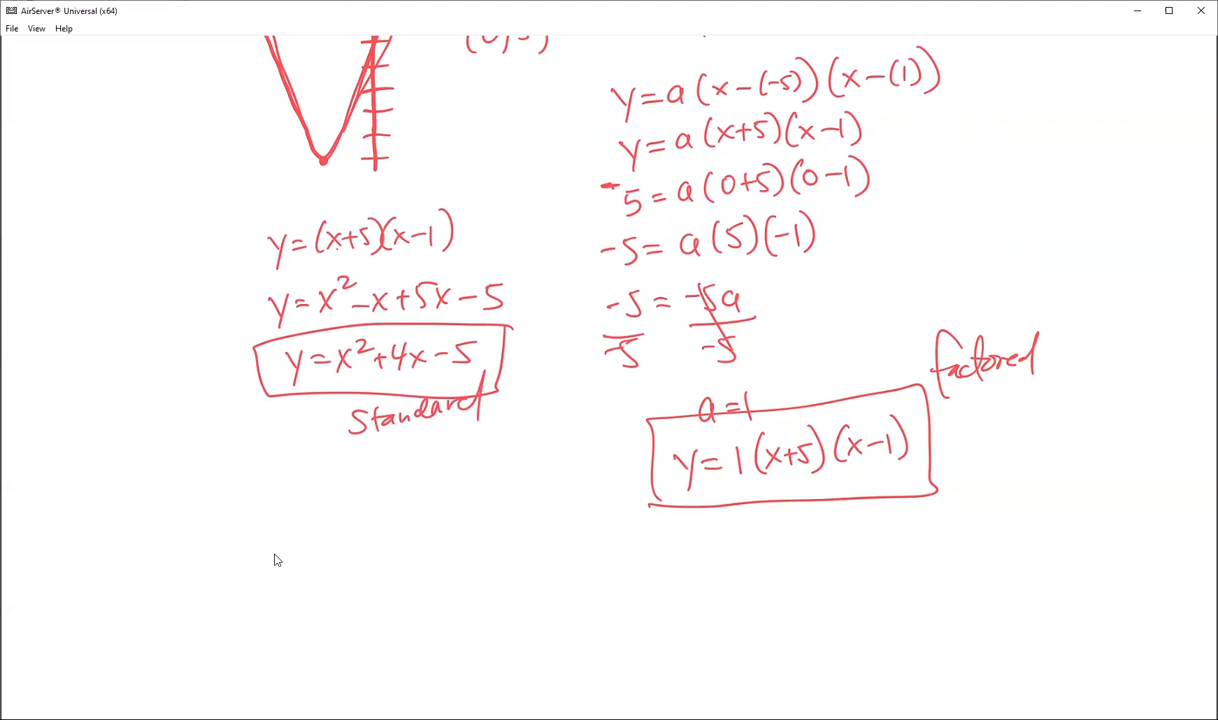 AirServer® Universal (x64)
File View Help
y=a(x-(-5))(x-(1))
y=a(x+5)(x-1)
-5=a(0+5)(0-1)
-5=a(5)(-1)
-5=-5a
-5 -5
a=1
y=1(x+5)(x-1)
factored
y=(x+5)(x-1)
y=x²-x+5x-5
y=x²+4x-5
Standard